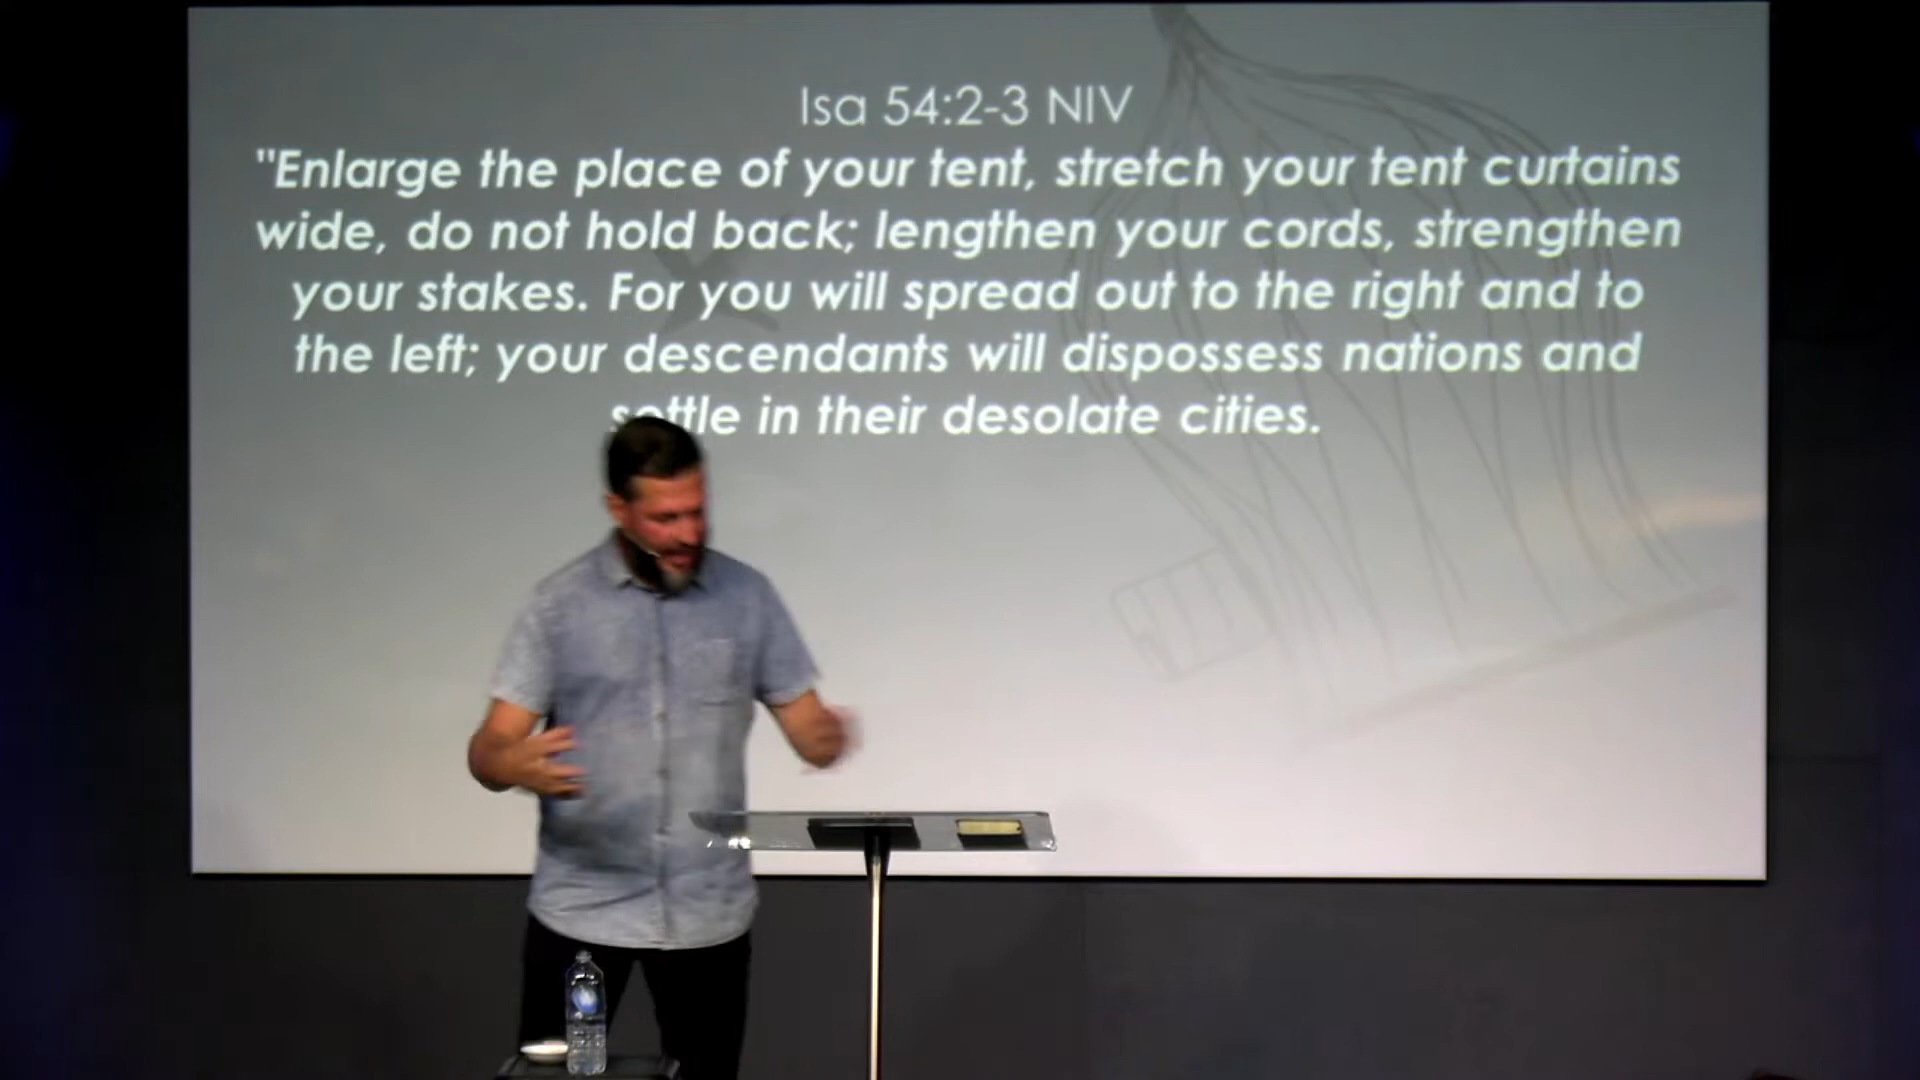 Isa 54:2-3 NIV
"Enlarge the place of your tent, stretch your tent curtains
wide, do not hold back; lengthen your cords, strengthen
your stakes. For you will spread out to the right and to
the left; your descendants will dispossess nations and
settle in their desolate cities.